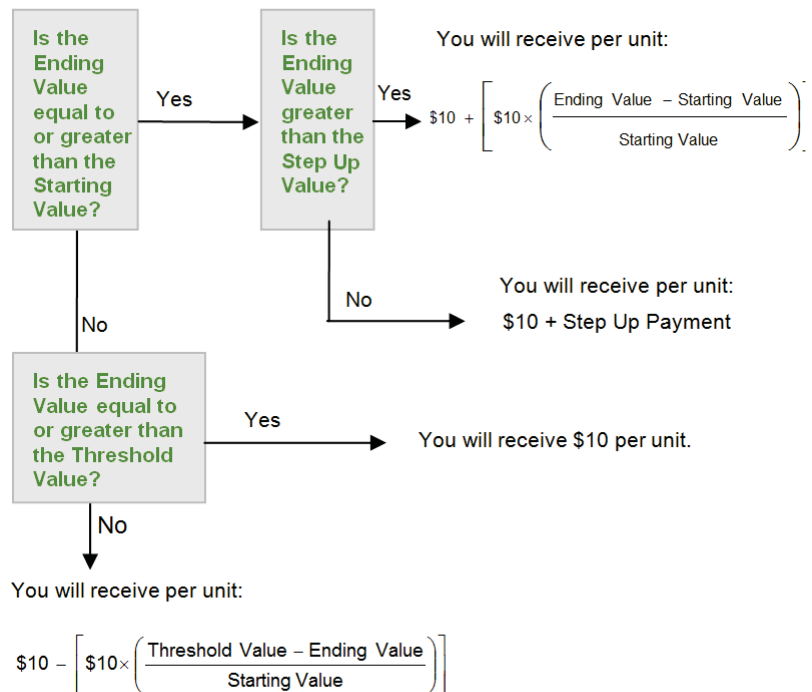 Is the
Ending
Value
equal to
or greater
than the
Starting
Value?
Yes
Is the
Ending
Value
greater
than the
Step Up
Value?
Yes
You will receive per unit:
$10 + [ $10 × ( Ending Value – Starting Value
Starting Value ) ]
No
You will receive per unit:
$10 + Step Up Payment
No
Is the Ending
Value equal to
or greater than
the Threshold
Value?
Yes
You will receive $10 per unit.
No
You will receive per unit:
$10 – [ $10× ( Threshold Value – Ending Value
Starting Value ) ]